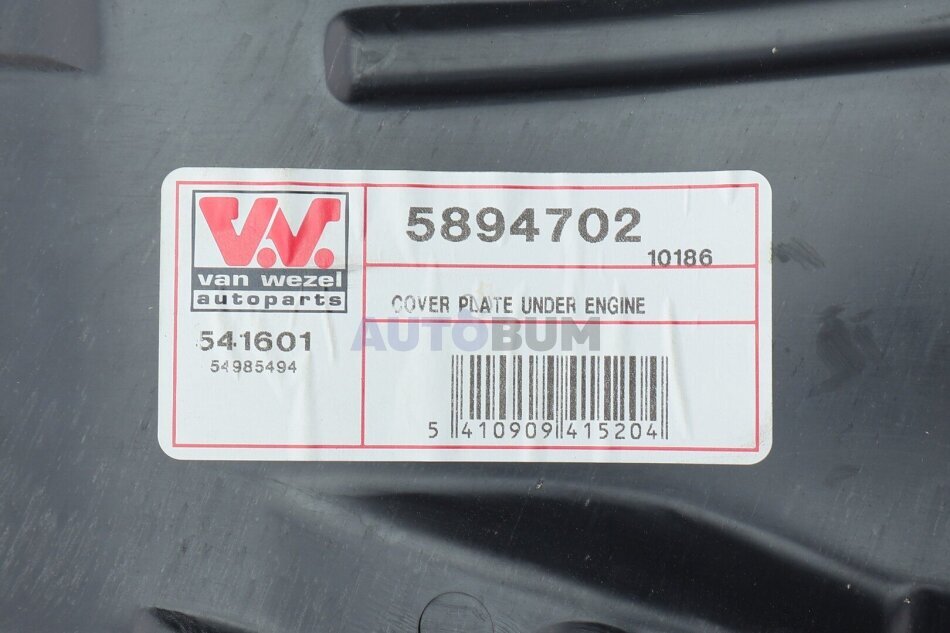 V.V.
van wezel
autoparts
541601
54985494
5894702
10186
COVER PLATE UNDER ENGINE
AUTOBUM
5 410909 415204